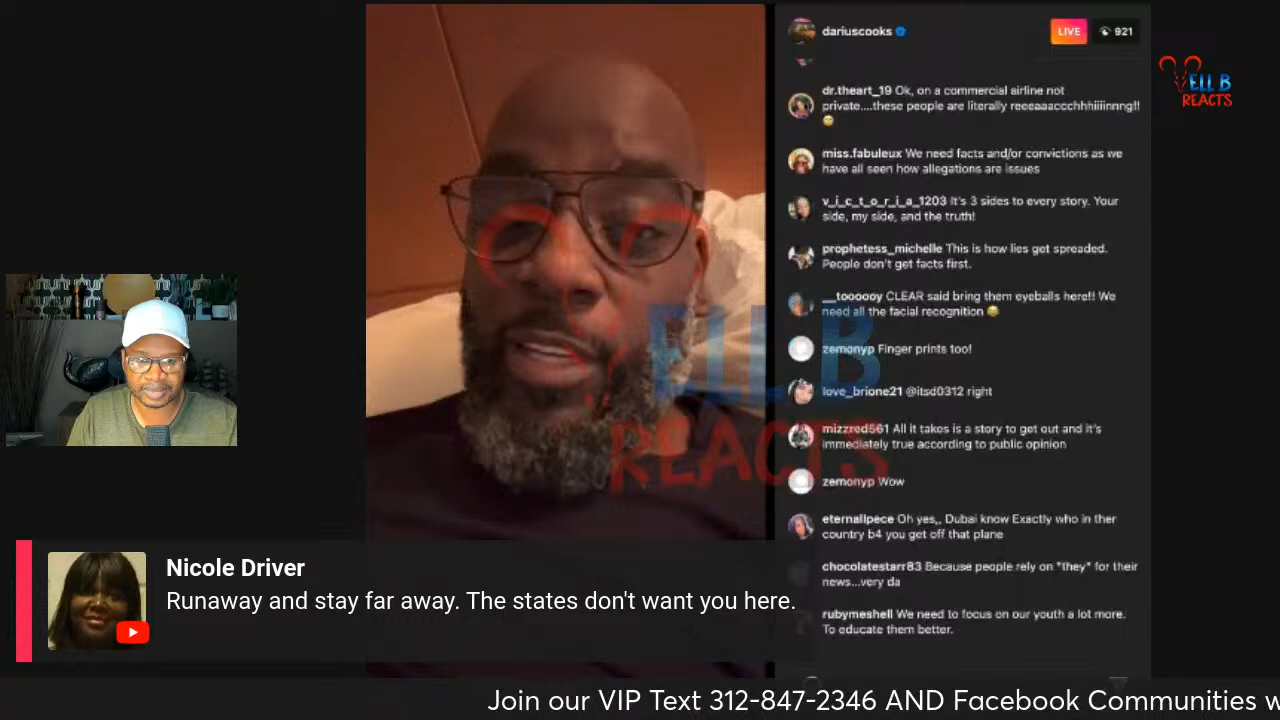 dariuscooks
LIVE
921
dr.theart_19 Ok, on a commercial airline not
private....these people are literally reeeaaaccchhhiiiinnng!!
😁
miss.fabuleux We need facts and/or convictions as we
have all seen how allegations are issues
v_i_c_t_o_r_i_a_1203 It's 3 sides to every story. Your
side, my side, and the truth!
prophetess_michelle This is how lies get spreaded.
People don't get facts first.
__toooooy CLEAR said bring them eyeballs here!! We
need all the facial recognition 😂
zemonyp Finger prints too!
love_brione21 @itsd0312 right
mizzred561 All it takes is a story to get out and it's
immediately true according to public opinion
zemonyp Wow
eternallpece Oh yes,, Dubai know Exactly who in ther
country b4 you get off that plane
chocolatestarr83 Because people rely on *they* for their
news...very da
rubymeshell We need to focus on our youth a lot more.
To educate them better.
ELL B
REACTS
ELL B
REACTS
Nicole Driver
Runaway and stay far away. The states don't want you here.
Join our VIP Text 312-847-2346 AND Facebook Communities w